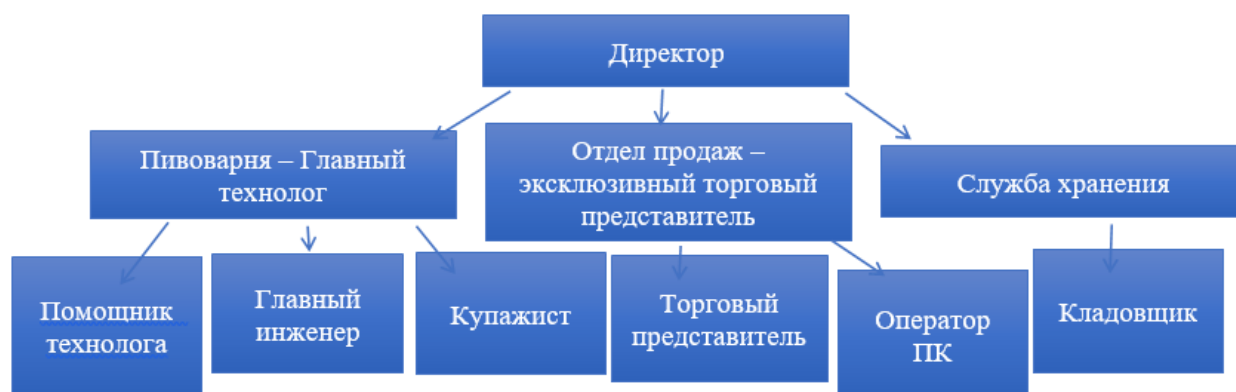 Директор
Пивоварня – Главный
технолог
Отдел продаж –
эксклюзивный торговый
представитель
Служба хранения
Помощник
технолога
Главный
инженер
Купажист
Торговый
представитель
Оператор
ПК
Кладовщик